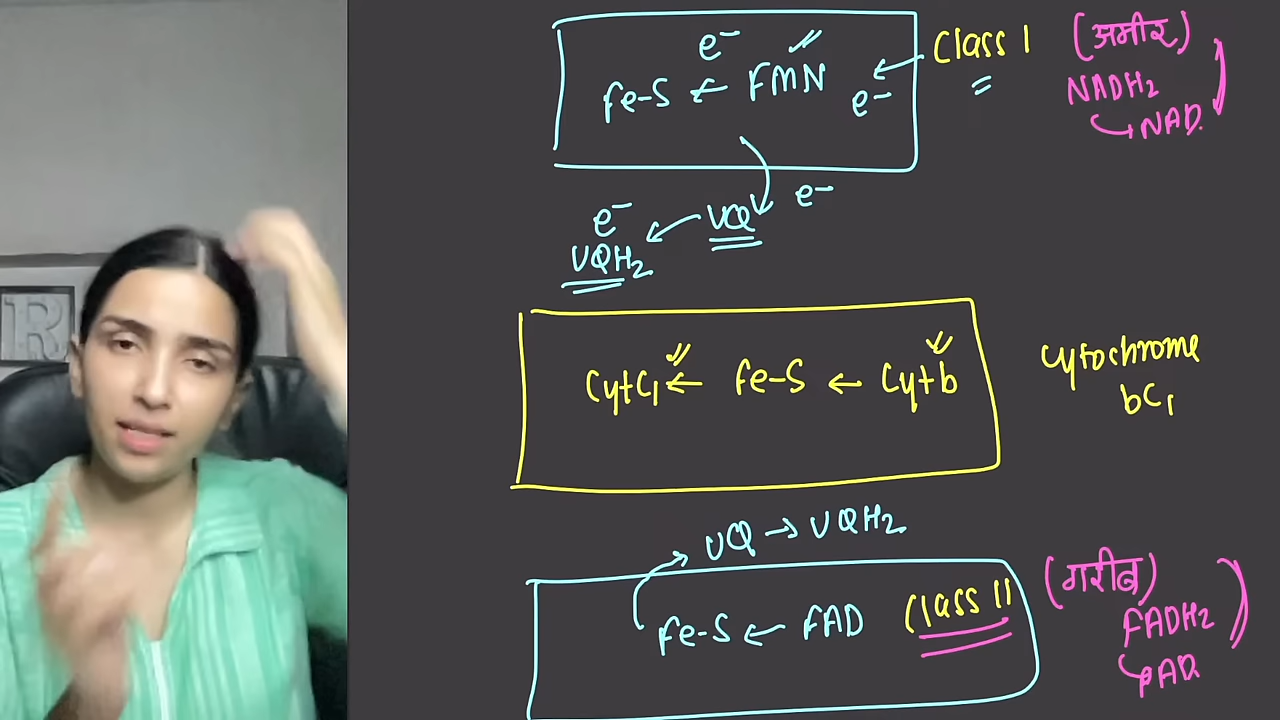 R
e⁻
Fe-S ← FMN
e⁻
Class I
(अमीर)
NADH₂
→ NAD
e⁻
UQ
e⁻
UQH₂
CytC₁ ← Fe-S ← Cyt b
Cytochrome
bC₁
UQ → UQH₂
Fe-S ← FAD
Class II
(गरीब)
FADH₂
→ FAD